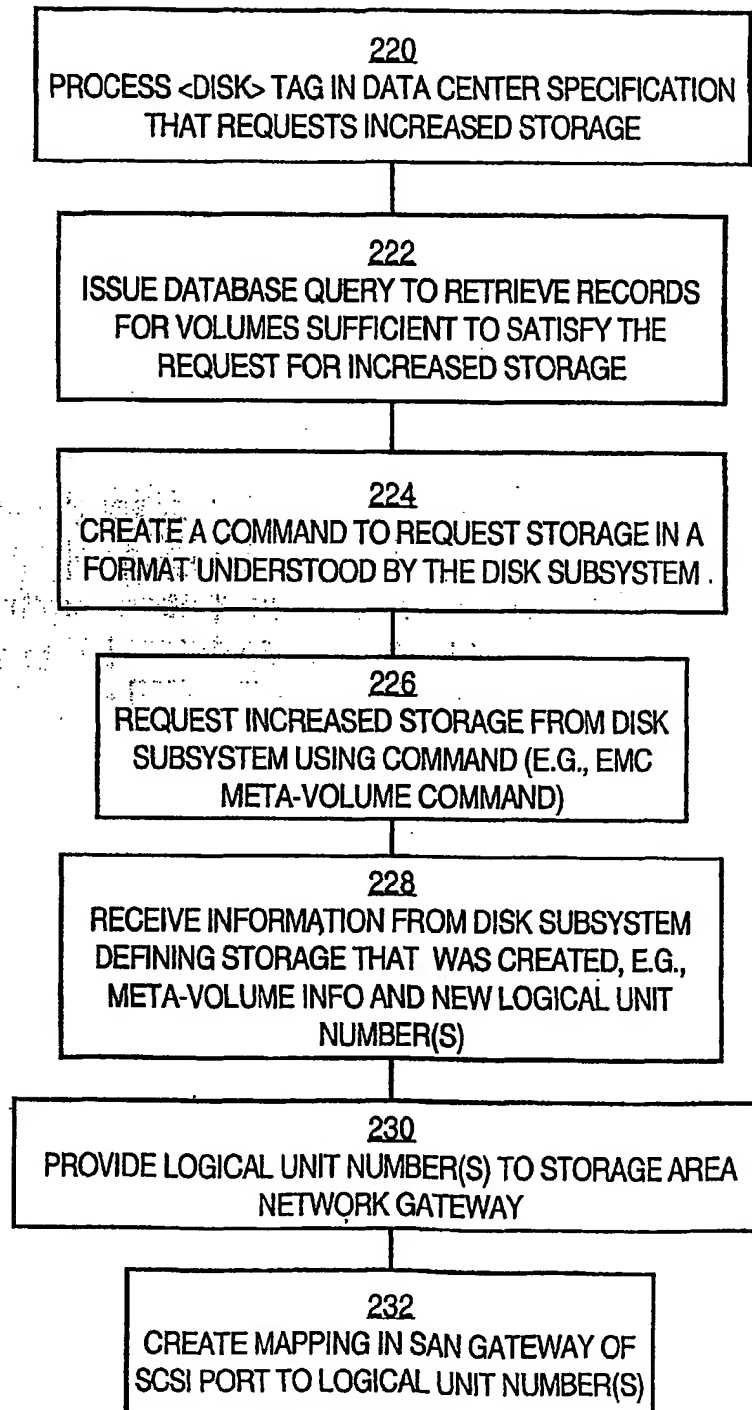 220
PROCESS <DISK> TAG IN DATA CENTER SPECIFICATION
THAT REQUESTS INCREASED STORAGE
222
ISSUE DATABASE QUERY TO RETRIEVE RECORDS
FOR VOLUMES SUFFICIENT TO SATISFY THE
REQUEST FOR INCREASED STORAGE
224
CREATE A COMMAND TO REQUEST STORAGE IN A
FORMAT UNDERSTOOD BY THE DISK SUBSYSTEM.
226
REQUEST INCREASED STORAGE FROM DISK
SUBSYSTEM USING COMMAND (E.G., EMC
META-VOLUME COMMAND)
228
RECEIVE INFORMATION FROM DISK SUBSYSTEM
DEFINING STORAGE THAT WAS CREATED, E.G.,
META-VOLUME INFO AND NEW LOGICAL UNIT
NUMBER(S)
230
PROVIDE LOGICAL UNIT NUMBER(S) TO STORAGE AREA
NETWORK GATEWAY
232
CREATE MAPPING IN SAN GATEWAY OF
SCSI PORT TO LOGICAL UNIT NUMBER(S)